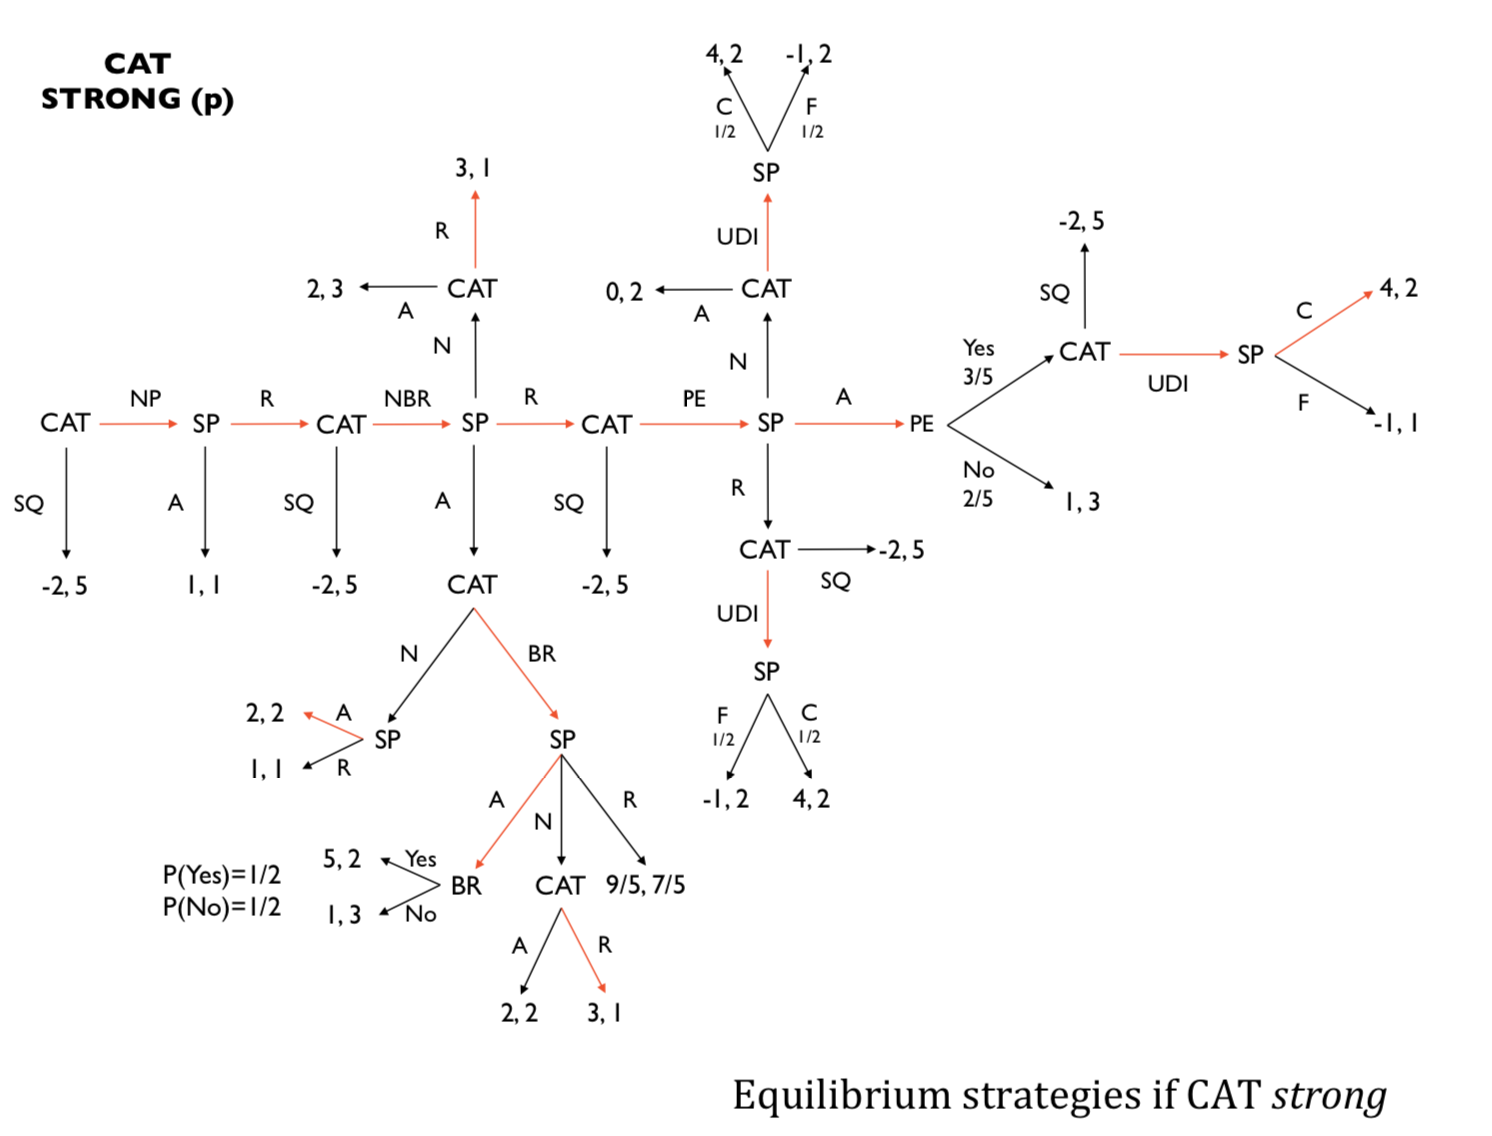 CAT
STRONG (p)
4, 2 -1, 2
C F
1/2 1/2
SP
3, 1
R
UDI
-2, 5
2, 3 CAT
A
0, 2 CAT
A
SQ
C 4, 2
N
N
Yes
3/5
CAT SP
UDI
F
-1, 1
NP R NBR R PE A
CAT SP CAT SP CAT SP PE
SQ A SQ A SQ R
No
2/5
1, 3
CAT -2, 5
SQ
-2, 5 1, 1 -2, 5 CAT -2, 5
UDI
N BR
SP
2, 2 A
SP SP
F C
1/2 1/2
1, 1 R
-1, 2 4, 2
A N R
P(Yes)=1/2
P(No)=1/2
5, 2 Yes
BR CAT 9/5, 7/5
1, 3 No
A R
2, 2 3, 1
Equilibrium strategies if CAT strong